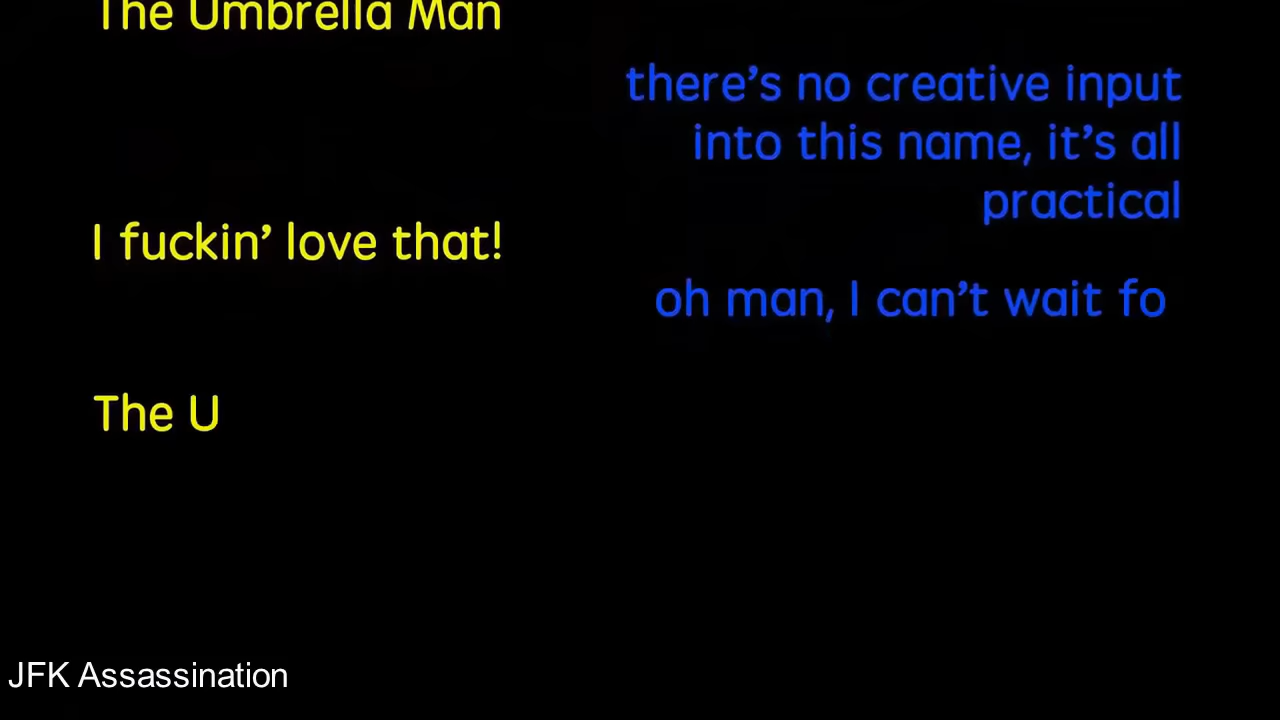 The Umbrella Man
there's no creative input
into this name, it's all
practical
I fuckin' love that!
oh man, I can't wait fo
The U
JFK Assassination